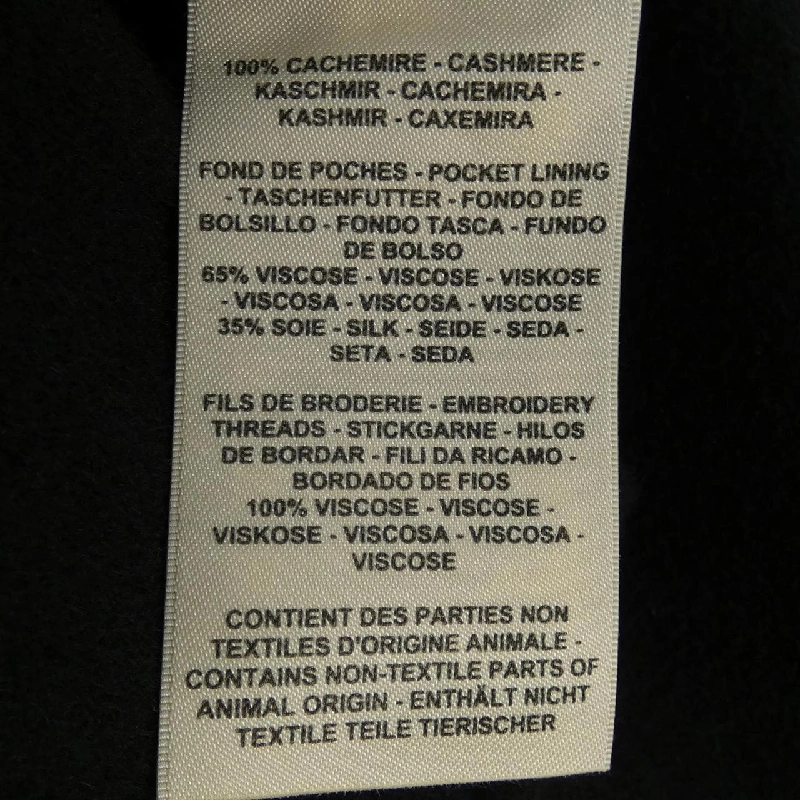 100% CACHEMIRE - CASHMERE -
KASCHMIR - CACHEMIRA -
KASHMIR - CAXEMIRA
FOND DE POCHES - POCKET LINING
- TASCHENFUTTER - FONDO DE
BOLSILLO - FONDO TASCA - FUNDO
DE BOLSO
65% VISCOSE - VISCOSE - VISKOSE
- VISCOSA - VISCOSA - VISCOSE
35% SOIE - SILK - SEIDE - SEDA -
SETA - SEDA
FILS DE BRODERIE - EMBROIDERY
THREADS - STICKGARNE - HILOS
DE BORDAR - FILI DA RICAMO -
BORDADO DE FIOS
100% VISCOSE - VISCOSE -
VISKOSE - VISCOSA - VISCOSA -
VISCOSE
CONTIENT DES PARTIES NON
TEXTILES D'ORIGINE ANIMALE -
CONTAINS NON-TEXTILE PARTS OF
ANIMAL ORIGIN - ENTHÄLT NICHT
TEXTILE TEILE TIERISCHER